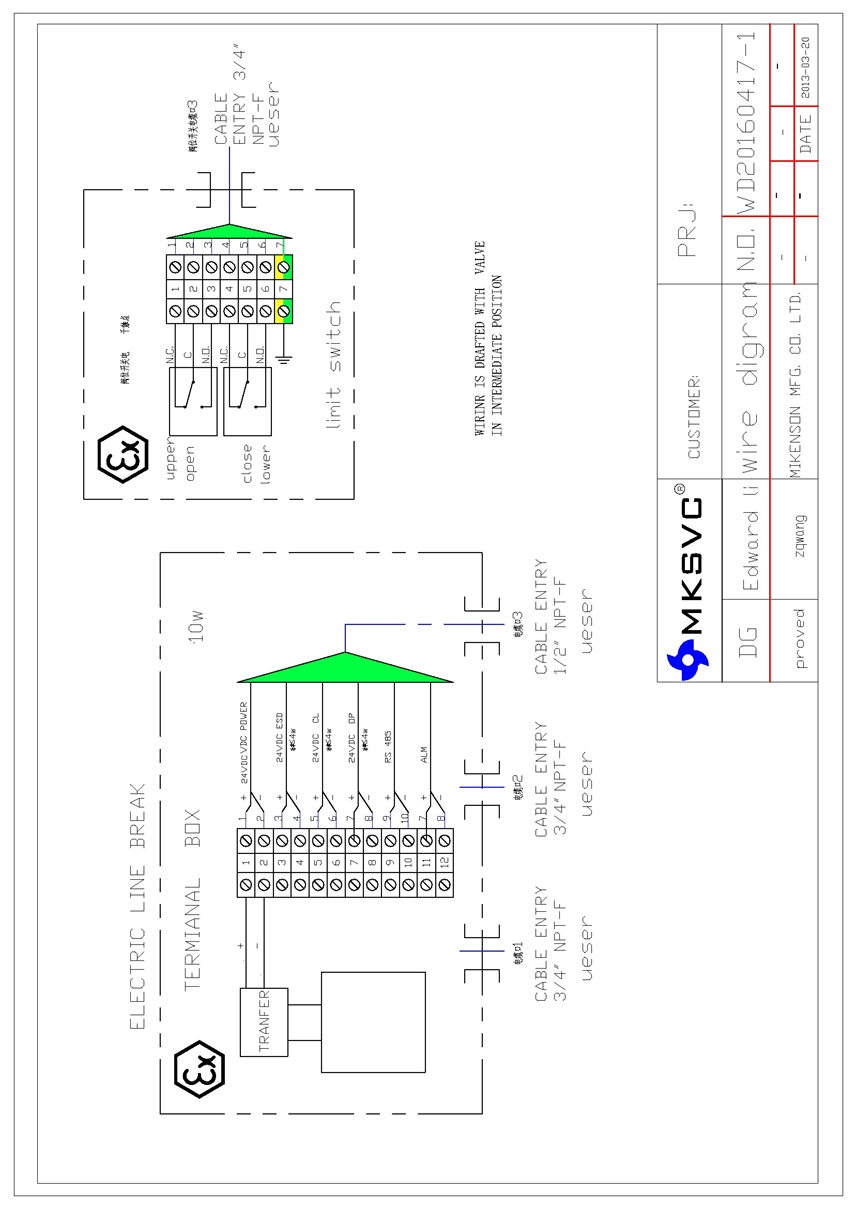 ELECTRIC LINE BREAK
TERMIANAL BOX
10w
Ex
TRANFER
+
-
1
2
3
4
5
6
7
8
9
10
11
12
1
2
3
4
5
6
7
8
9
10
7
8
+
-
24VDC VDC POWER
+
-
24VDC ESD
+
-
24VDC CL
+
-
24VDC OP
+
-
RS 485
+
-
ALM
电缆口1
CABLE ENTRY
3/4" NPT-F
ueser
电缆口2
CABLE ENTRY
3/4" NPT-F
ueser
电缆口3
CABLE ENTRY
1/2" NPT-F
ueser
Ex
阀位开关电 干触点
upper
open
close
lower
N.C.
C
N.O.
N.C.
C
N.O.
1
2
3
4
5
6
7
1
2
3
4
5
6
7
limit switch
阀位开关电缆口3
CABLE
ENTRY 3/4"
NPT-F
ueser
WIRINR IS DRAFTED WITH VALVE
IN INTERMEDIATE POSITION
MKSVC®
CUSTOMER:
PRJ:
DG
Edward li
wire digram
N.O.
WD20160417-1
proved
zqwang
MIKENSON MFG. CO. LTD.
-
-
-
-
-
-
DATE
2013-03-20